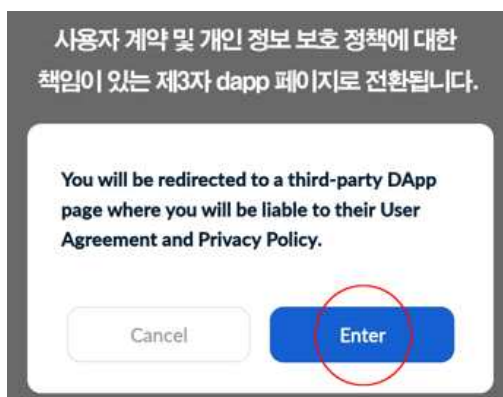 사용자 계약 및 개인 정보 보호 정책에 대한
책임이 있는 제3자 dapp 페이지로 전환됩니다.
You will be redirected to a third-party DApp
page where you will be liable to their User
Agreement and Privacy Policy.
Cancel
Enter